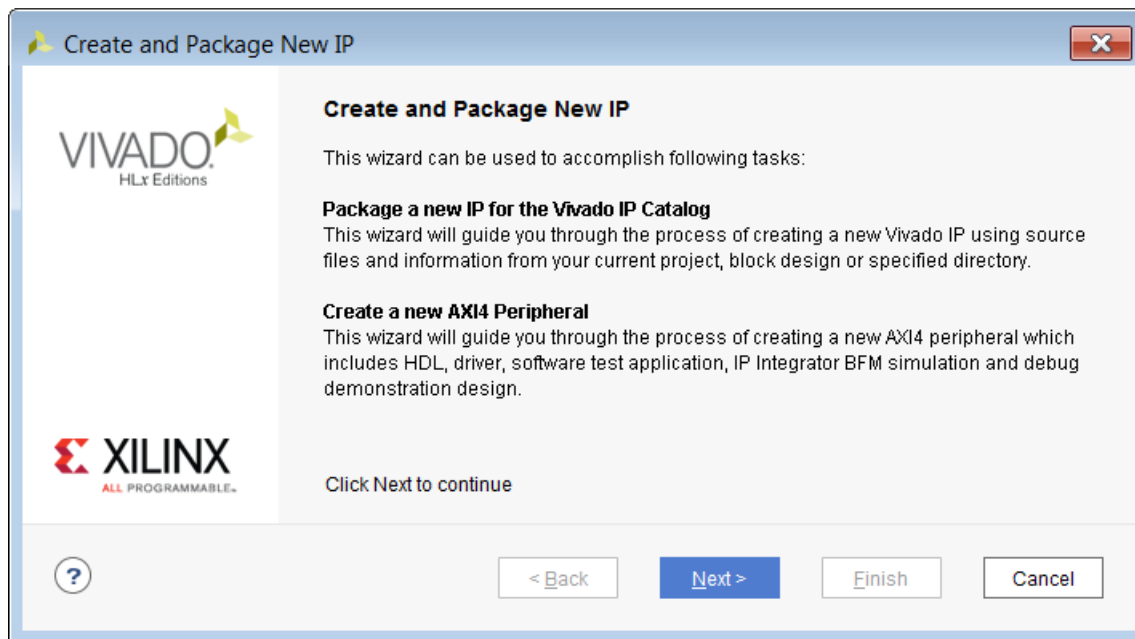 Create and Package New IP
VIVADO.
HLx Editions
Create and Package New IP
This wizard can be used to accomplish following tasks:
Package a new IP for the Vivado IP Catalog
This wizard will guide you through the process of creating a new Vivado IP using source
files and information from your current project, block design or specified directory.
Create a new AXI4 Peripheral
This wizard will guide you through the process of creating a new AXI4 peripheral which
includes HDL, driver, software test application, IP Integrator BFM simulation and debug
demonstration design.
XILINX
ALL PROGRAMMABLE™
Click Next to continue
?
< Back
Next >
Finish
Cancel